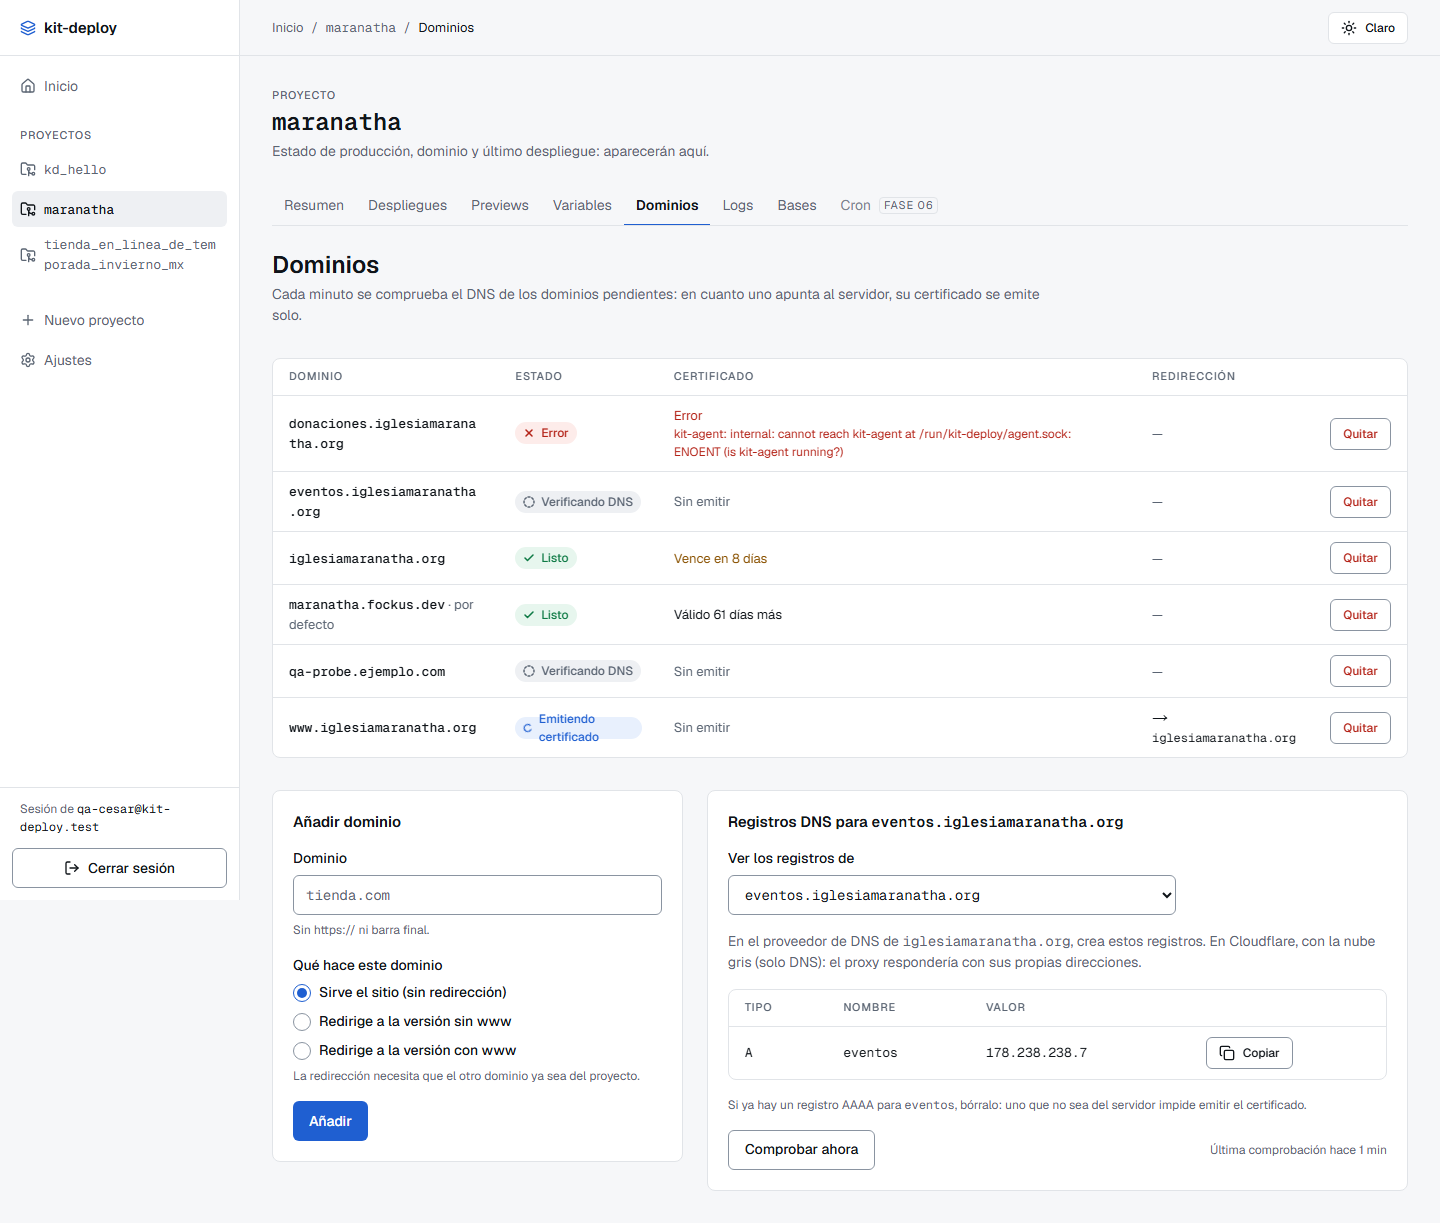 kit-deploy
Inicio / maranatha / Dominios
Claro
Inicio
PROYECTOS
kd_hello
maranatha
tienda_en_linea_de_tem
porada_invierno_mx
Nuevo proyecto
Ajustes
Sesión de qa-cesar@kit-
deploy.test
Cerrar sesión
PROYECTO
maranatha
Estado de producción, dominio y último despliegue: aparecerán aquí.
Resumen Despliegues Previews Variables Dominios Logs Bases Cron FASE 06
Dominios
Cada minuto se comprueba el DNS de los dominios pendientes: en cuanto uno apunta al servidor, su certificado se emite
solo.
DOMINIO ESTADO CERTIFICADO REDIRECCIÓN
donaciones.iglesiamarana
tha.org
Error
Error
kit-agent: internal: cannot reach kit-agent at /run/kit-deploy/agent.sock:
ENOENT (is kit-agent running?)
—
Quitar
eventos.iglesiamaranatha
.org
Verificando DNS
Sin emitir
—
Quitar
iglesiamaranatha.org
Listo
Vence en 8 días
—
Quitar
maranatha.fockus.dev · por
defecto
Listo
Válido 61 días más
—
Quitar
qa-probe.ejemplo.com
Verificando DNS
Sin emitir
—
Quitar
www.iglesiamaranatha.org
Emitiendo
certificado
Sin emitir
→
iglesiamaranatha.org
Quitar
Añadir dominio
Dominio
tienda.com
Sin https:// ni barra final.
Qué hace este dominio
Sirve el sitio (sin redirección)
Redirige a la versión sin www
Redirige a la versión con www
La redirección necesita que el otro dominio ya sea del proyecto.
Añadir
Registros DNS para eventos.iglesiamaranatha.org
Ver los registros de
eventos.iglesiamaranatha.org
En el proveedor de DNS de iglesiamaranatha.org, crea estos registros. En Cloudflare, con la nube
gris (solo DNS): el proxy respondería con sus propias direcciones.
TIPO NOMBRE VALOR
A eventos 178.238.238.7 Copiar
Si ya hay un registro AAAA para eventos, bórralo: uno que no sea del servidor impide emitir el certificado.
Comprobar ahora
Última comprobación hace 1 min